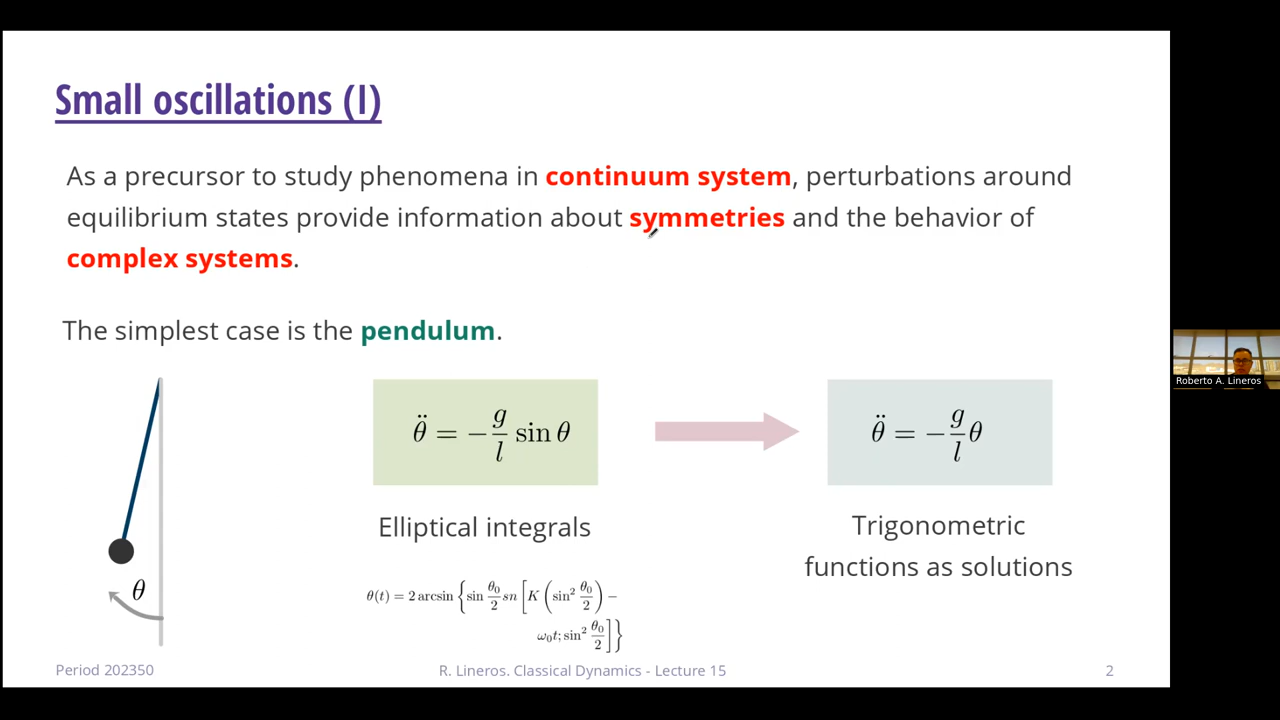 Small oscillations (I)
As a precursor to study phenomena in continuum system, perturbations around
equilibrium states provide information about symmetries and the behavior of
complex systems.
The simplest case is the pendulum.
θ
θ̈ = −g/l sin θ
θ̈ = −g/l θ
Elliptical integrals
Trigonometric
functions as solutions
θ(t) = 2 arcsin { sin θ₀/2 sn [ K ( sin² θ₀/2 ) −
ω₀t; sin² θ₀/2 ] }
Period 202350
R. Lineros. Classical Dynamics - Lecture 15
2
Roberto A. Lineros